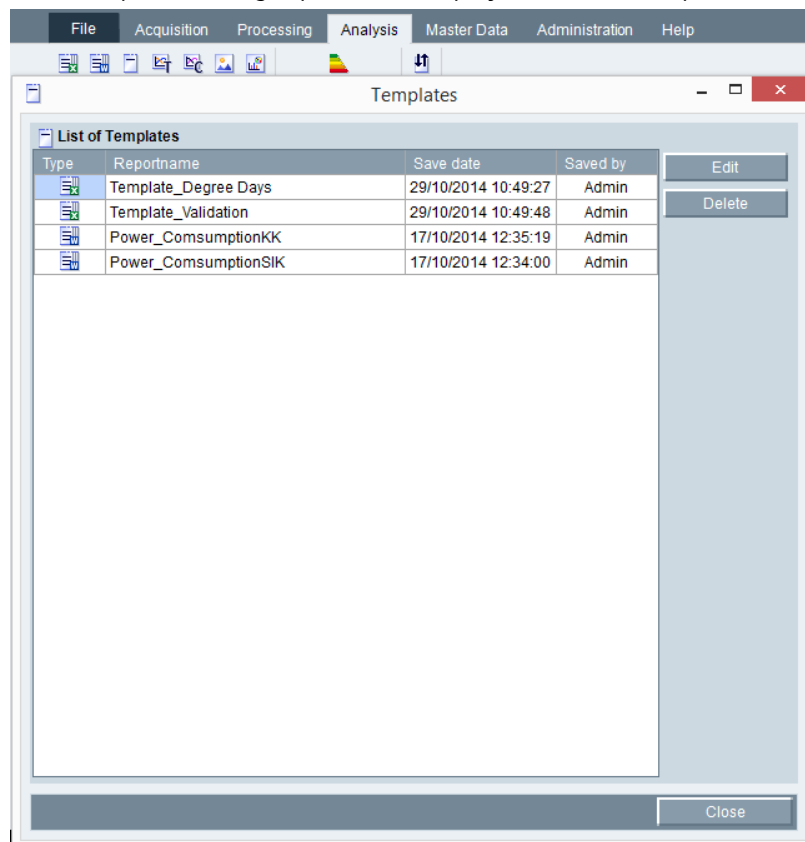 File Acquisition Processing Analysis Master Data Administration Help
Templates
List of Templates
Type Reportname Save date Saved by
Template_Degree Days 29/10/2014 10:49:27 Admin
Template_Validation 29/10/2014 10:49:48 Admin
Power_ComsumptionKK 17/10/2014 12:35:19 Admin
Power_ComsumptionSIK 17/10/2014 12:34:00 Admin
Edit
Delete
Close